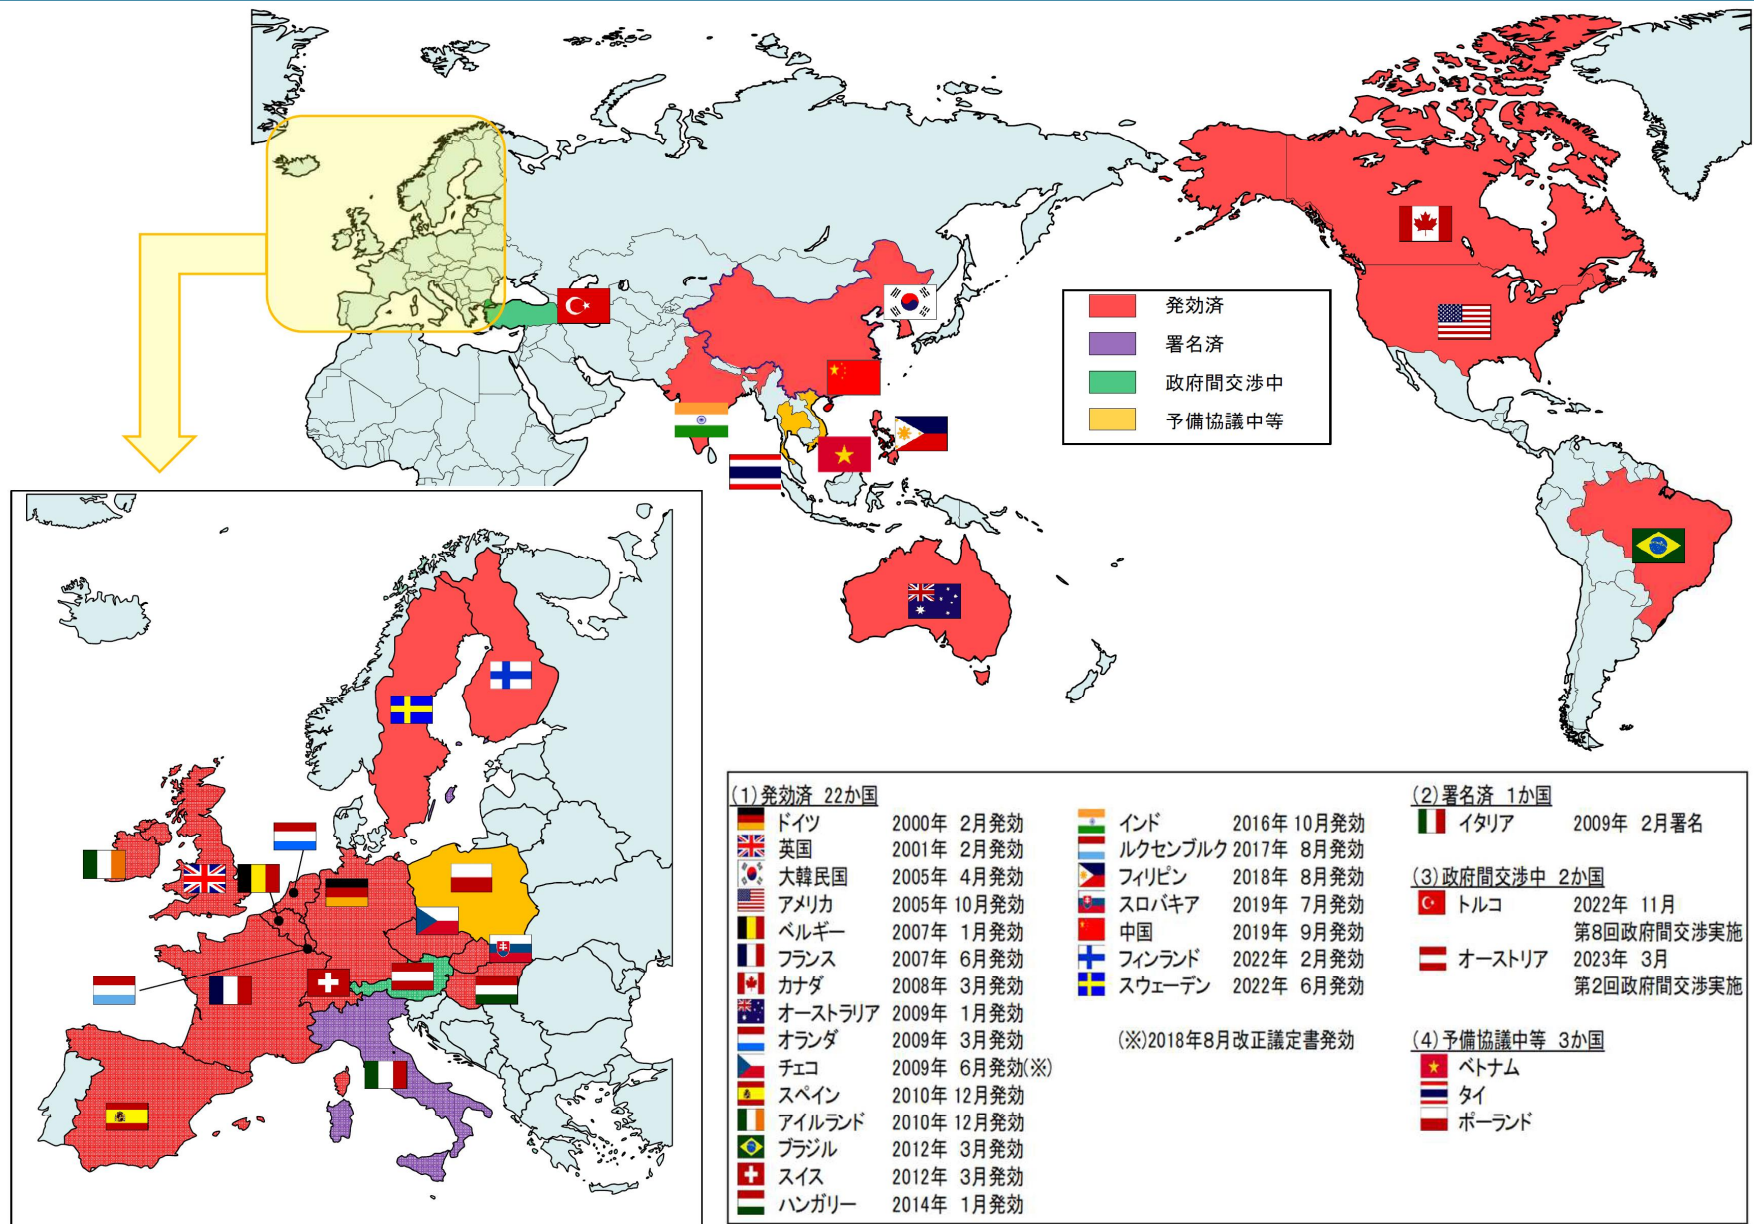 発効済
署名済
政府間交渉中
予備協議中等
(1)発効済 22か国
ドイツ 2000年 2月発効
英国 2001年 2月発効
大韓民国 2005年 4月発効
アメリカ 2005年 10月発効
ベルギー 2007年 1月発効
フランス 2007年 6月発効
カナダ 2008年 3月発効
オーストラリア 2009年 1月発効
オランダ 2009年 3月発効
チェコ 2009年 6月発効(※)
スペイン 2010年 12月発効
アイルランド 2010年 12月発効
ブラジル 2012年 3月発効
スイス 2012年 3月発効
ハンガリー 2014年 1月発効
インド 2016年 10月発効
ルクセンブルク 2017年 8月発効
フィリピン 2018年 8月発効
スロバキア 2019年 7月発効
中国 2019年 9月発効
フィンランド 2022年 2月発効
スウェーデン 2022年 6月発効
(※)2018年8月改正議定書発効
(2)署名済 1か国
イタリア 2009年 2月署名
(3)政府間交渉中 2か国
トルコ 2022年 11月
第8回政府間交渉実施
オーストリア 2023年 3月
第2回政府間交渉実施
(4)予備協議中等 3か国
ベトナム
タイ
ポーランド